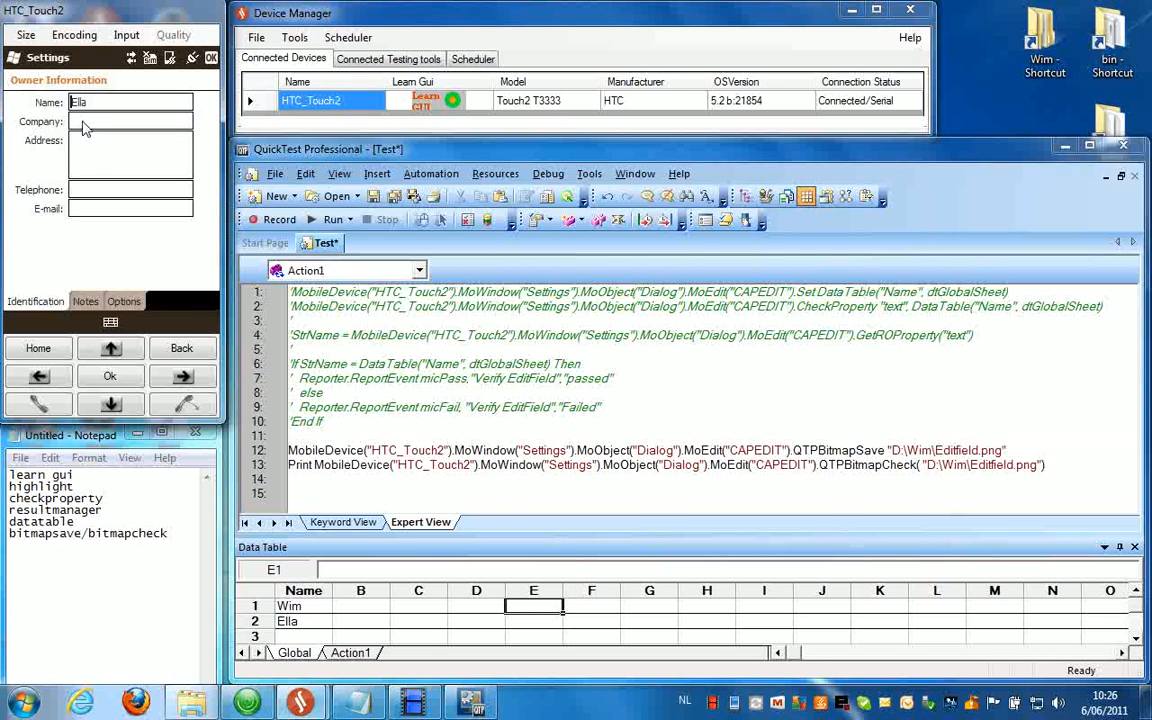 HTC_Touch2
Size Encoding Input Quality
Settings OK
Owner Information
Name: Ella
Company:
Address:
Telephone:
E-mail:
Identification Notes Options
Home Back
Ok
Untitled - Notepad
File Edit Format View Help
learn gui
highlight
checkproperty
resultmanager
datatable
bitmapsave/bitmapcheck
Device Manager
File Tools Scheduler Help
Connected Devices Connected Testing tools Scheduler
Name Learn Gui Model Manufacturer OSVersion Connection Status
HTC_Touch2 Learn GUI Touch2 T3333 HTC 5.2 b:21854 Connected/Serial
Wim - Shortcut
bin - Shortcut
QuickTest Professional - [Test*]
File Edit View Insert Automation Resources Debug Tools Window Help
New Open
Record Run Stop
Start Page Test*
Action1
1: 'MobileDevice("HTC_Touch2").MoWindow("Settings").MoObject("Dialog").MoEdit("CAPEDIT").Set DataTable("Name", dtGlobalSheet)
2: 'MobileDevice("HTC_Touch2").MoWindow("Settings").MoObject("Dialog").MoEdit("CAPEDIT").CheckProperty "text", DataTable("Name", dtGlobalSheet)
3: '
4: 'StrName = MobileDevice("HTC_Touch2").MoWindow("Settings").MoObject("Dialog").MoEdit("CAPEDIT").GetROProperty("text")
5: '
6: 'If StrName = DataTable("Name", dtGlobalSheet) Then
7: ' Reporter.ReportEvent micPass,"Verify EditField","passed"
8: ' else
9: ' Reporter.ReportEvent micFail, "Verify EditField","Failed"
10: 'End If
11:
12: MobileDevice("HTC_Touch2").MoWindow("Settings").MoObject("Dialog").MoEdit("CAPEDIT").QTPBitmapSave "D:\Wim\Editfield.png"
13: Print MobileDevice("HTC_Touch2").MoWindow("Settings").MoObject("Dialog").MoEdit("CAPEDIT").QTPBitmapCheck( "D:\Wim\Editfield.png")
14:
15:
Keyword View Expert View
Data Table
E1
Name B C D E F G H I J K L M N O
1 Wim
2 Ella
3
Global Action1
Ready
NL 10:26
6/06/2011